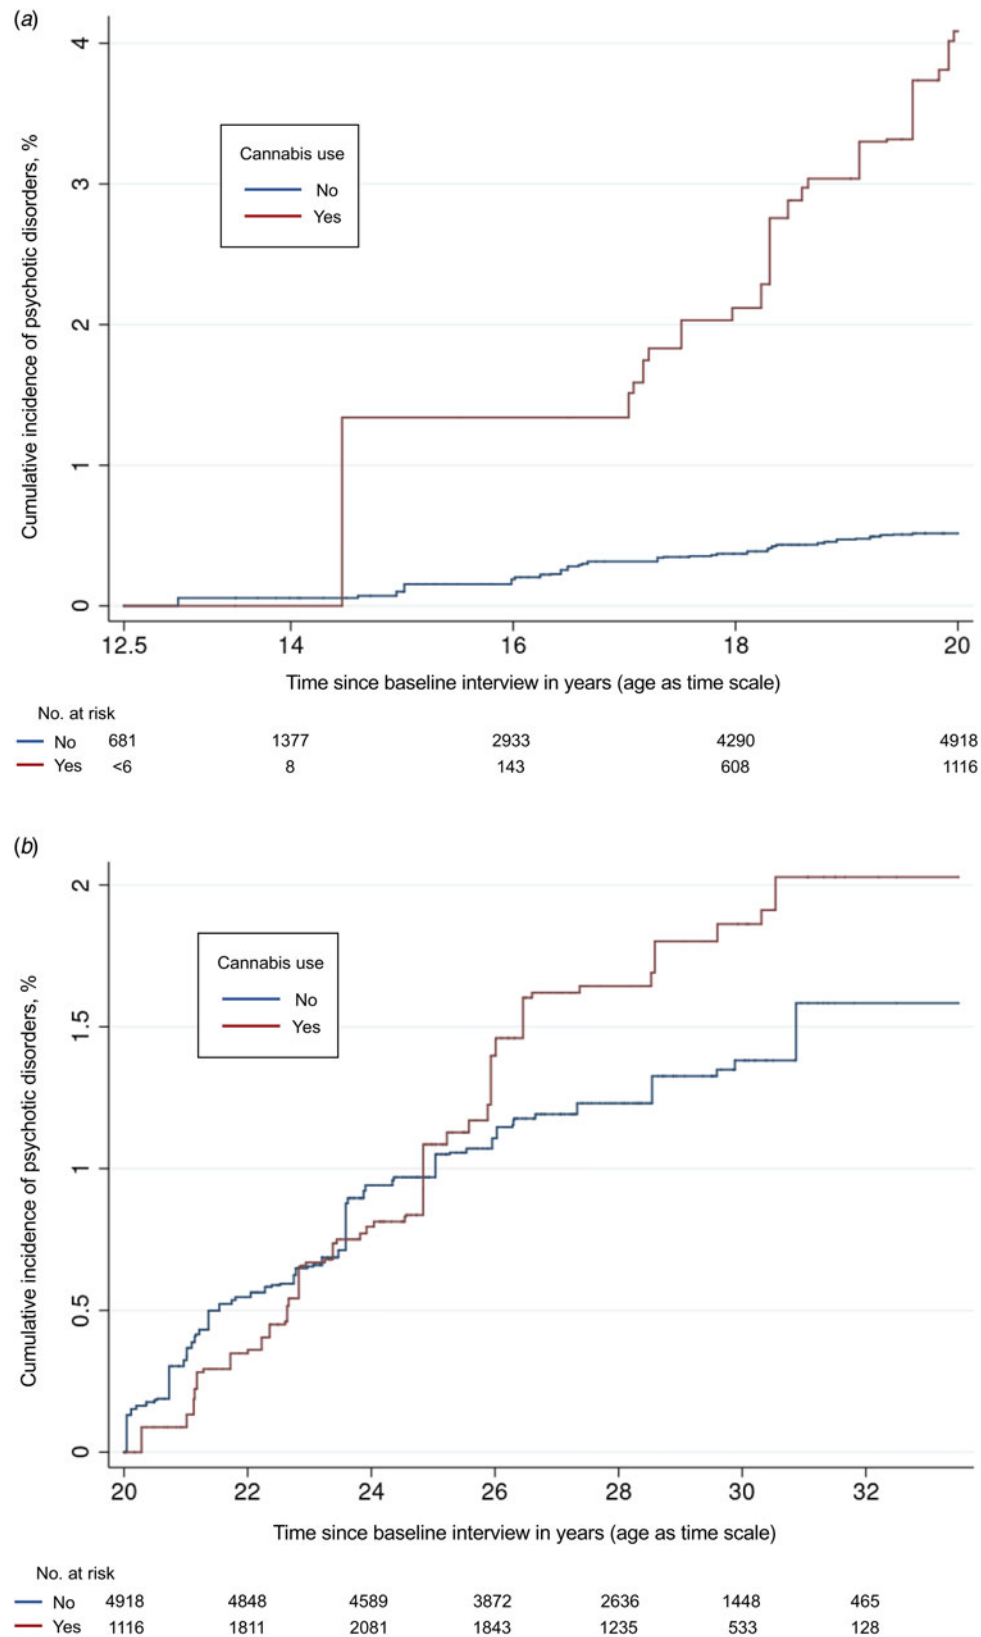 (a)
Cumulative incidence of psychotic disorders, %
4
3
2
1
0
Cannabis use
No
Yes
12.5 14 16 18 20
Time since baseline interview in years (age as time scale)
No. at risk
No 681 1377 2933 4290 4918
Yes <6 8 143 608 1116
(b)
Cumulative incidence of psychotic disorders, %
2
1.5
1
0.5
0
Cannabis use
No
Yes
20 22 24 26 28 30 32
Time since baseline interview in years (age as time scale)
No. at risk
No 4918 4848 4589 3872 2636 1448 465
Yes 1116 1811 2081 1843 1235 533 128